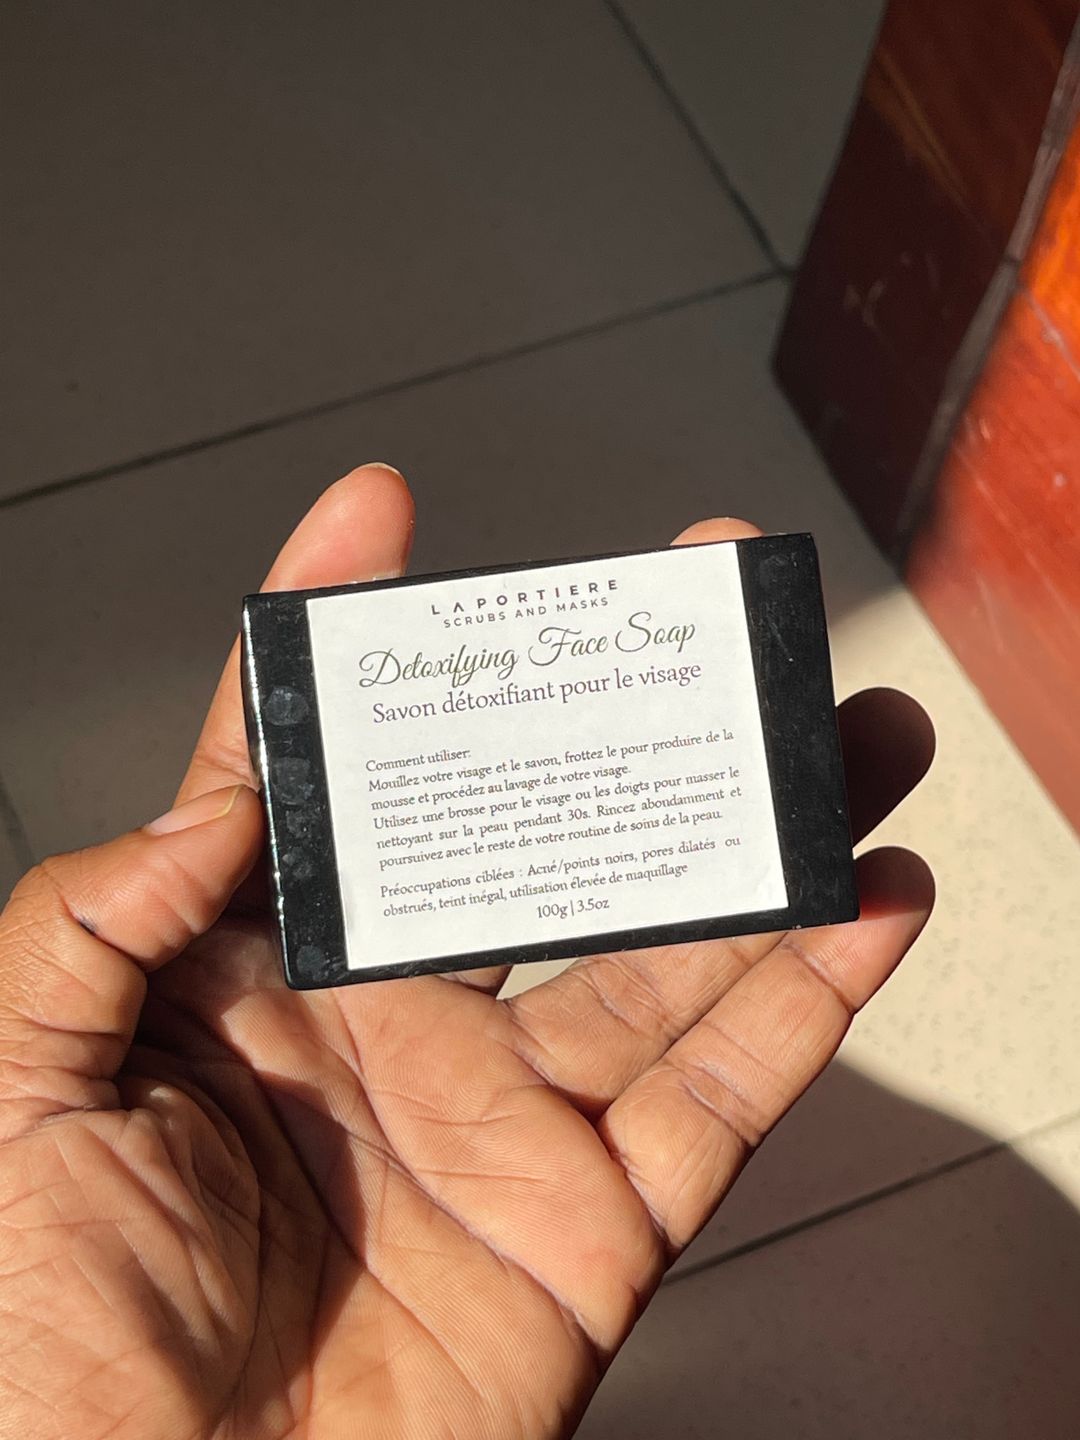 LAPORTIERE
SCRUBS AND MASKS
Detoxifying Face Soap
Savon détoxifiant pour le visage
Comment utiliser:
Mouillez votre visage et le savon, frottez le pour produire de la
mousse et procédez au lavage de votre visage.
Utilisez une brosse pour le visage ou les doigts pour masser le
nettoyant sur la peau pendant 30s. Rincez abondamment et
poursuivez avec le reste de votre routine de soins de la peau.
Préoccupations ciblées : Acné/points noirs, pores dilatés ou
obstrués, teint inégal, utilisation élevée de maquillage
100g | 3.5oz